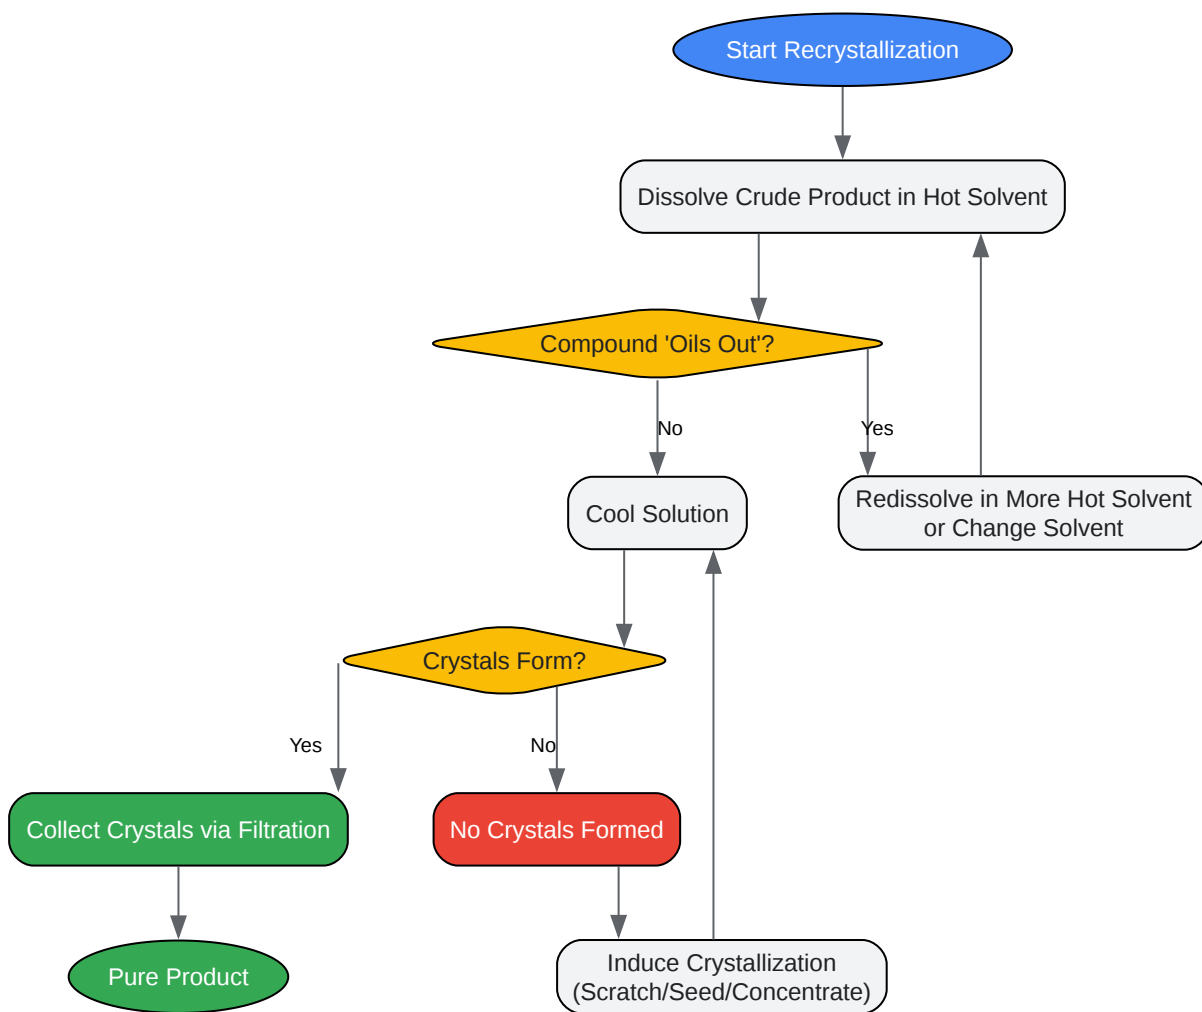 Start Recrystallization
Dissolve Crude Product in Hot Solvent
Compound 'Oils Out'?
No
Yes
Cool Solution
Redissolve in More Hot Solvent
or Change Solvent
Crystals Form?
Yes
No
Collect Crystals via Filtration
No Crystals Formed
Pure Product
Induce Crystallization
(Scratch/Seed/Concentrate)